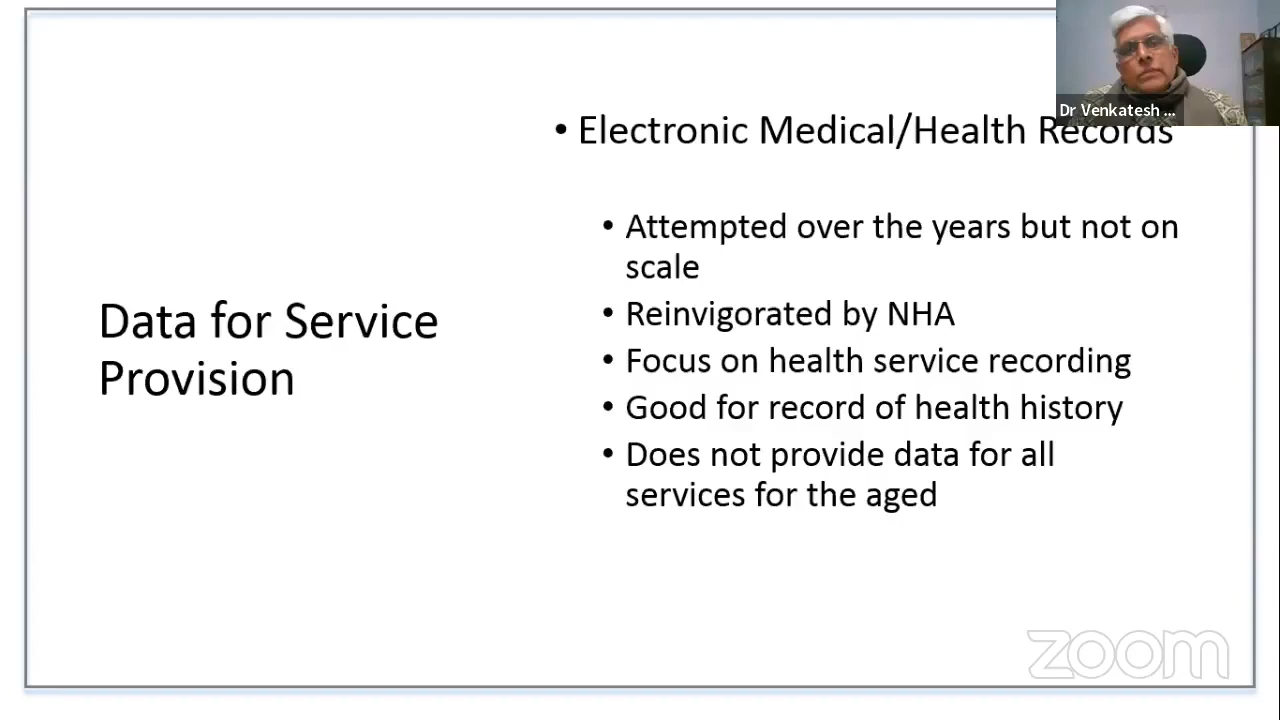 Dr Venkatesh ...
• Electronic Medical/Health Records
Data for Service
Provision
• Attempted over the years but not on
scale
• Reinvigorated by NHA
• Focus on health service recording
• Good for record of health history
• Does not provide data for all
services for the aged
zoom